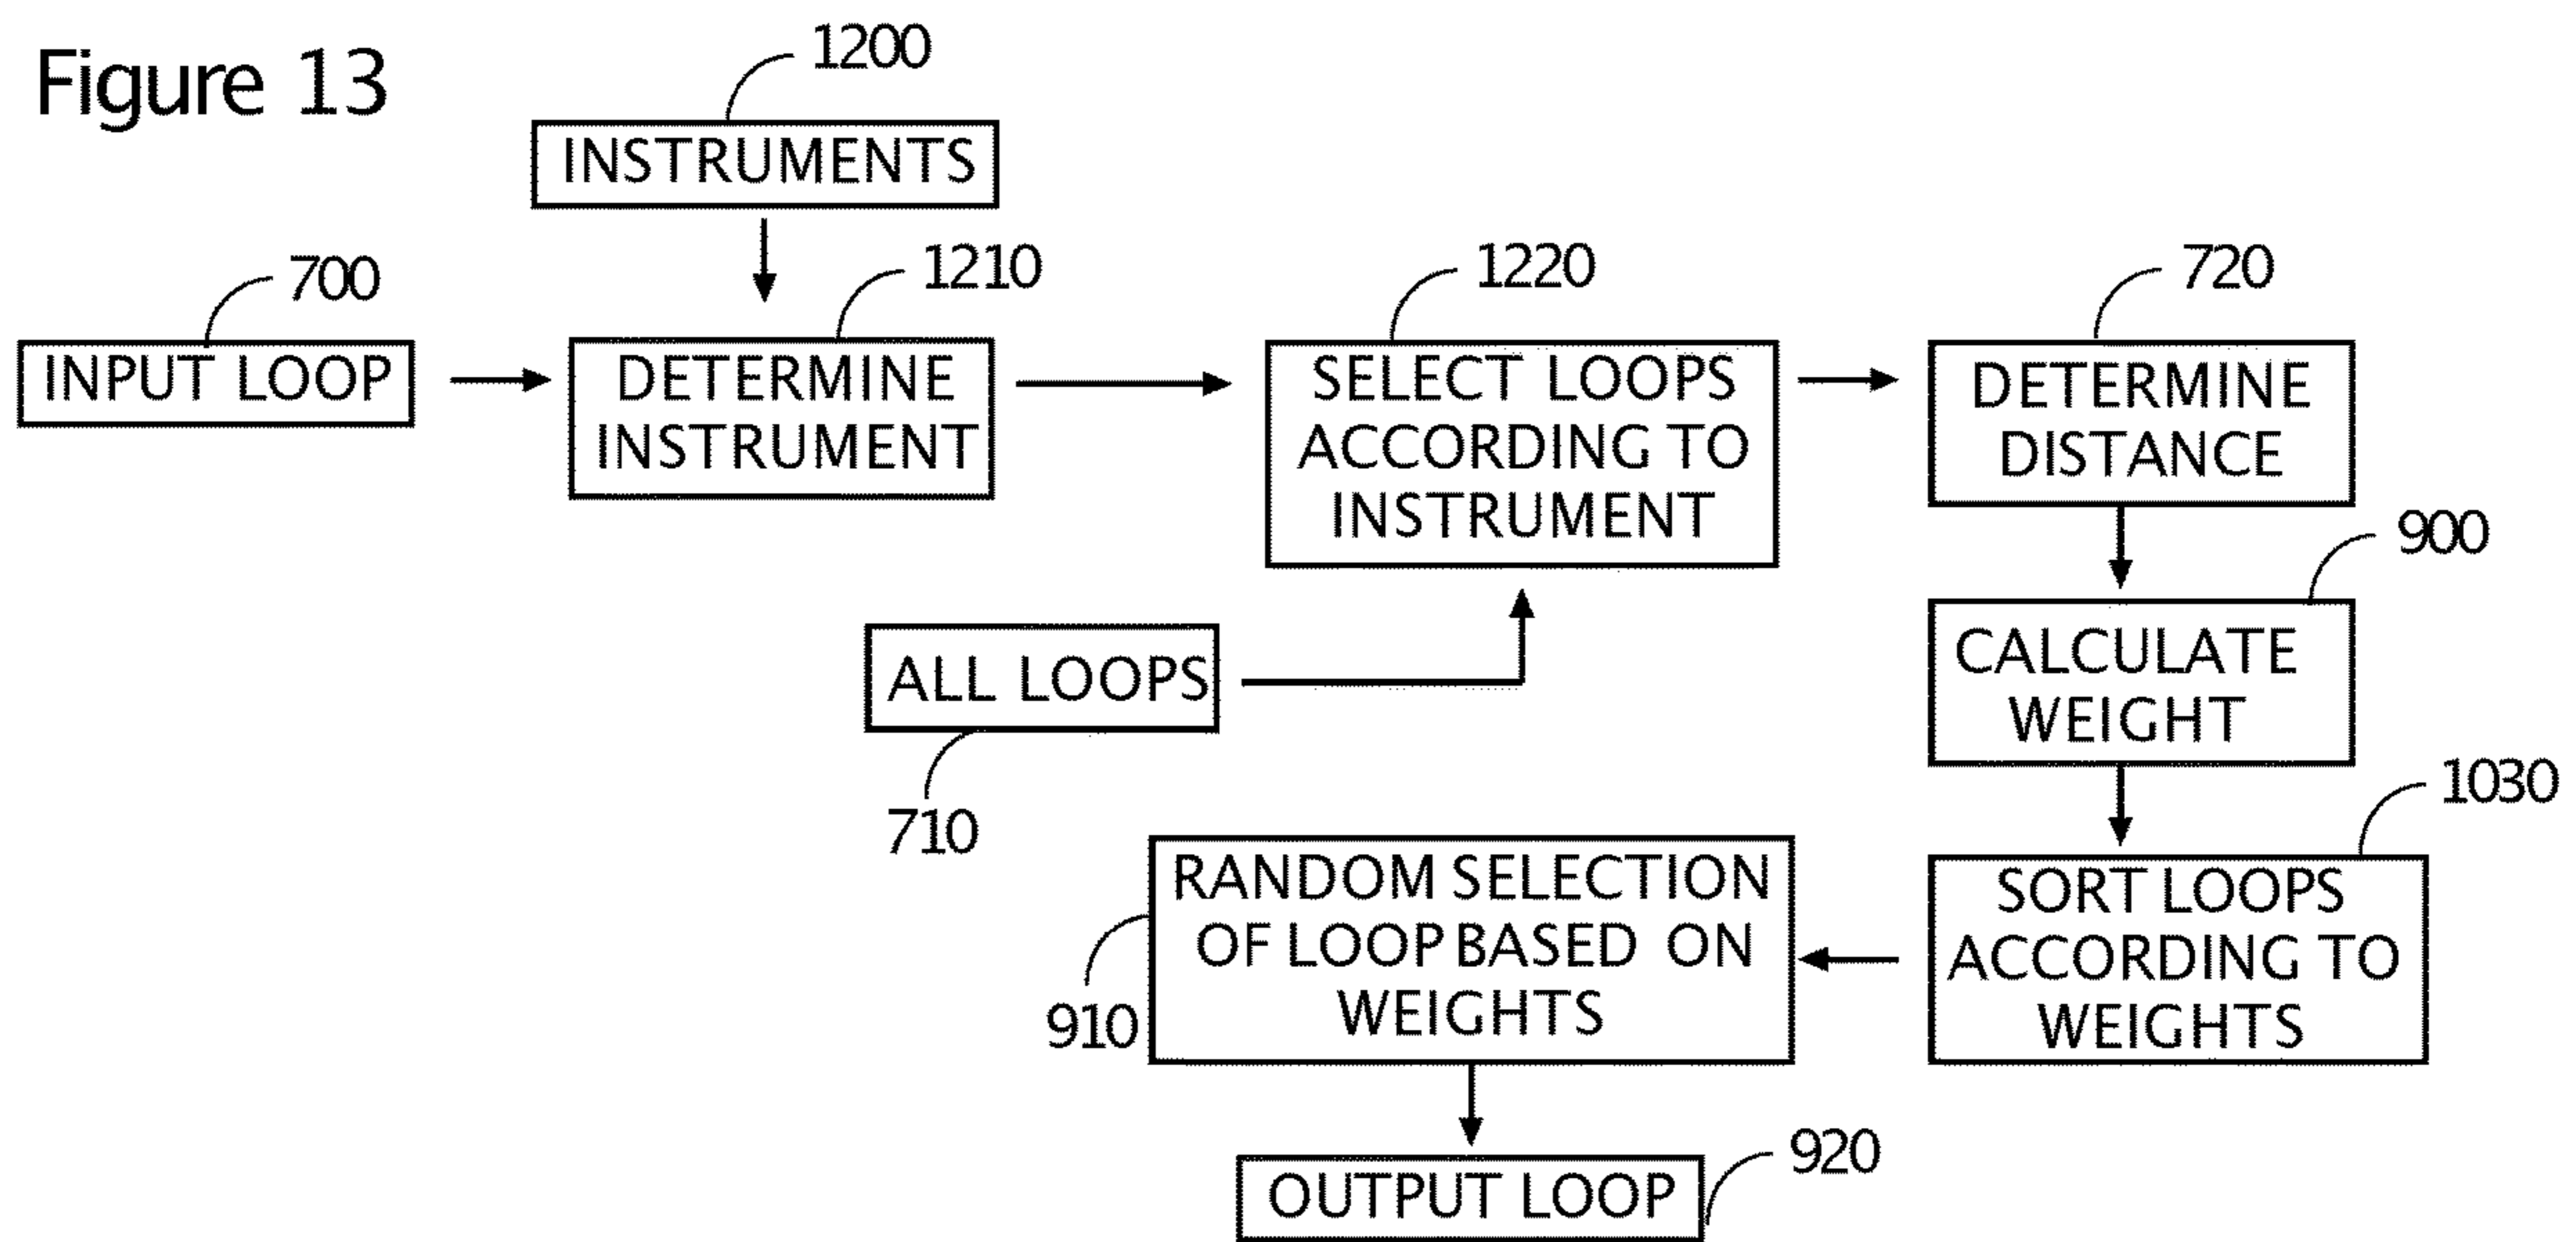 Figure 13
1200
INSTRUMENTS
700
1210
1220
720
INPUT LOOP
DETERMINE
INSTRUMENT
SELECT LOOPS
ACCORDING TO
INSTRUMENT
DETERMINE
DISTANCE
900
ALL LOOPS
710
CALCULATE
WEIGHT
1030
RANDOM SELECTION
OF LOOP BASED ON
WEIGHTS
910
SORT LOOPS
ACCORDING TO
WEIGHTS
920
OUTPUT LOOP